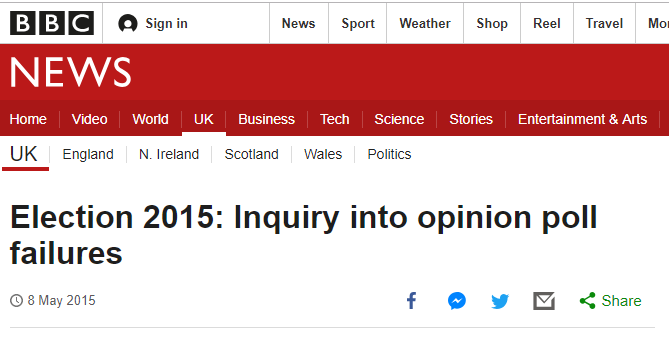 BBC Sign in News Sport Weather Shop Reel Travel Mo
NEWS
Home Video World UK Business Tech Science Stories Entertainment & Arts
UK England N. Ireland Scotland Wales Politics
Election 2015: Inquiry into opinion poll
failures
8 May 2015 Share